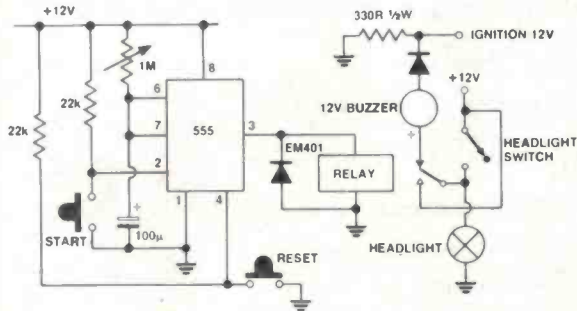 +12V
330R ½W
IGNITION 12V
1M
8
6
22k
12V BUZZER
+12V
22k
7
555
3
+
HEADLIGHT
SWITCH
2
EM401
RELAY
1
4
+
START
100µ
RESET
HEADLIGHT